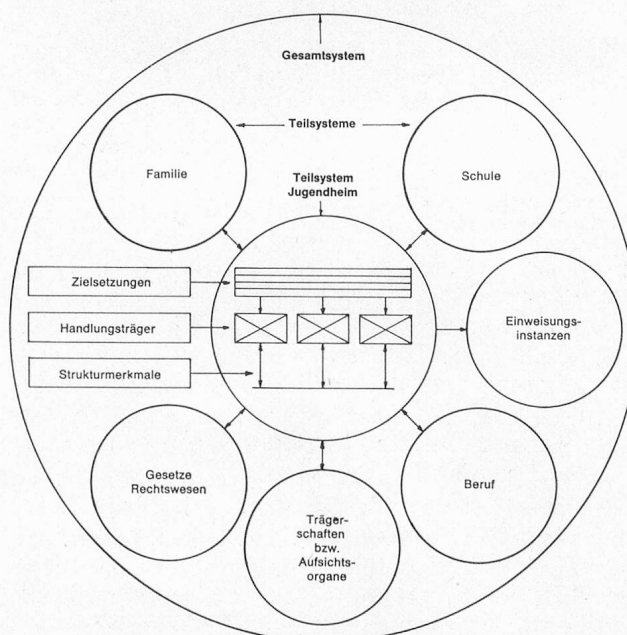 Gesamtsystem
Teilsysteme
Familie
Schule
Teilsystem
Jugendheim
Zielsetzungen
Handlungsträger
Einweisungs-
instanzen
Strukturmerkmale
Gesetze
Rechtswesen
Beruf
Träger-
schaften
bzw.
Aufsichts-
organe